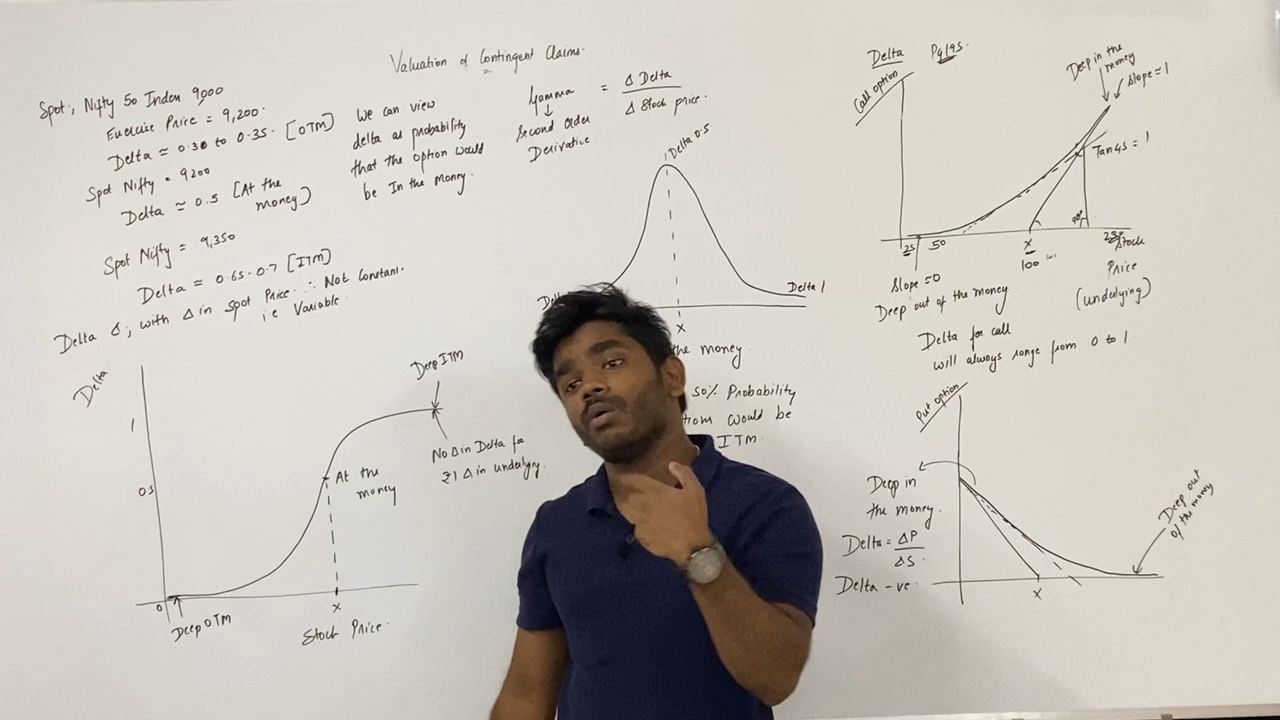 Valuation of Contingent Claims.
Spot, Nifty 50 Index 9000
Exercise Price = 9,200.
Delta ≈ 0.30 to 0.35. [OTM]
Spot Nifty = 9200
Delta ≃ 0.5 [At the
money]
Spot Nifty = 9,350
Delta ≈ 0.65-0.7 [ITM]
Delta Δ, with Δ in Spot Price. ∴ Not Constant.
i.e Variable.
We can view
delta as probability
that the option would
be In the money.
Gamma = Δ Delta
Δ Stock price.
↓
Second order
Derivative
Delta 0.5
Delta 1
X
the money.
50% Probability
would be
ITM.
Delta
1
0.5
0
Deep OTM
At the
money
X
Stock Price.
Deep ITM
No Δ in Delta for
₹1 Δ in underlying.
Delta Pg 195.
Call option
Deep in the
money
Slope = 1
Tan 45 = 1
25 50
X
100
Stock
Price
(underlying)
Slope = 0
Deep out of the money
Delta for call
will always range from 0 to 1.
Put option
Deep in
the money.
Delta = ΔP
ΔS.
Delta -ve
X
Deep out
of the money